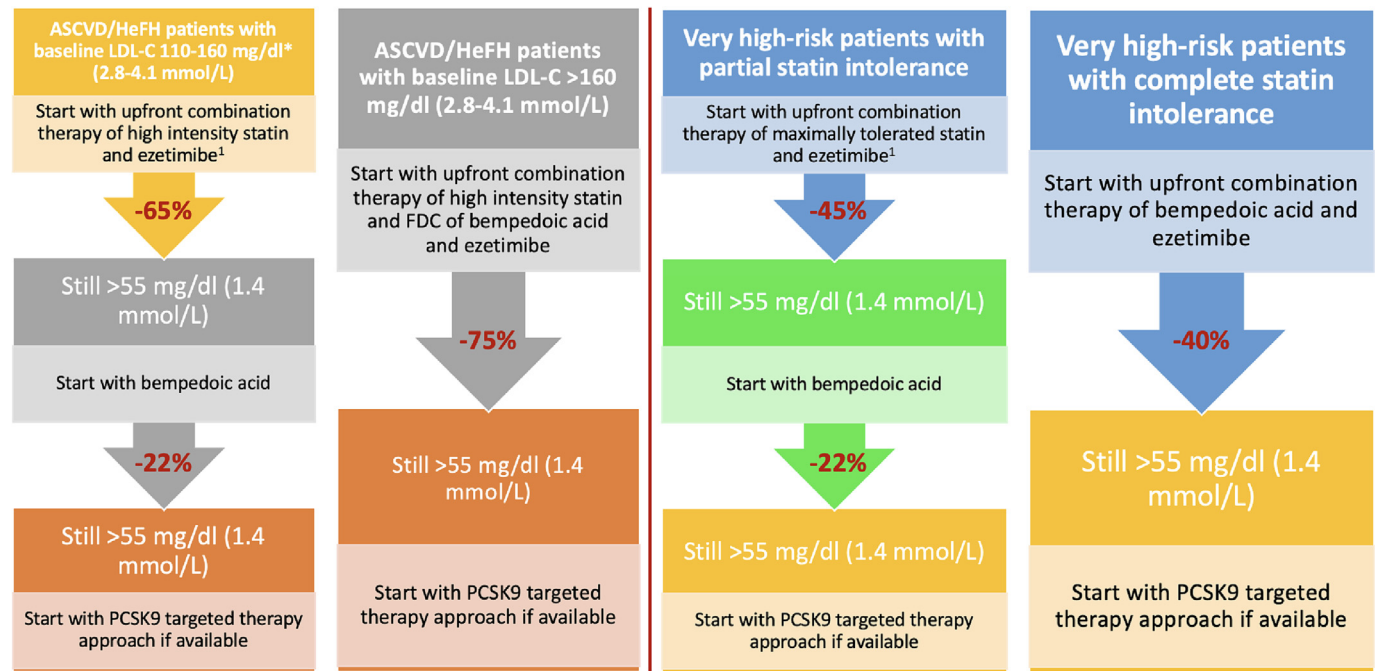 ASCVD/HeFH patients with
baseline LDL-C 110-160 mg/dl*
(2.8-4.1 mmol/L)
Start with upfront combination
therapy of high intensity statin
and ezetimibe¹
-65%
Still >55 mg/dl (1.4
mmol/L)
Start with bempedoic acid
-22%
Still >55 mg/dl (1.4
mmol/L)
Start with PCSK9 targeted therapy
approach if available
ASCVD/HeFH patients
with baseline LDL-C >160
mg/dl (2.8-4.1 mmol/L)
Start with upfront combination
therapy of high intensity statin
and FDC of bempedoic acid
and ezetimibe
-75%
Still >55 mg/dl (1.4
mmol/L)
Start with PCSK9 targeted
therapy approach if available
Very high-risk patients with
partial statin intolerance
Start with upfront combination
therapy of maximally tolerated statin
and ezetimibe¹
-45%
Still >55 mg/dl (1.4 mmol/L)
Start with bempedoic acid
-22%
Still >55 mg/dl (1.4 mmol/L)
Start with PCSK9 targeted therapy
approach if available
Very high-risk patients
with complete statin
intolerance
Start with upfront combination
therapy of bempedoic acid and
ezetimibe
-40%
Still >55 mg/dl (1.4
mmol/L)
Start with PCSK9 targeted
therapy approach if available